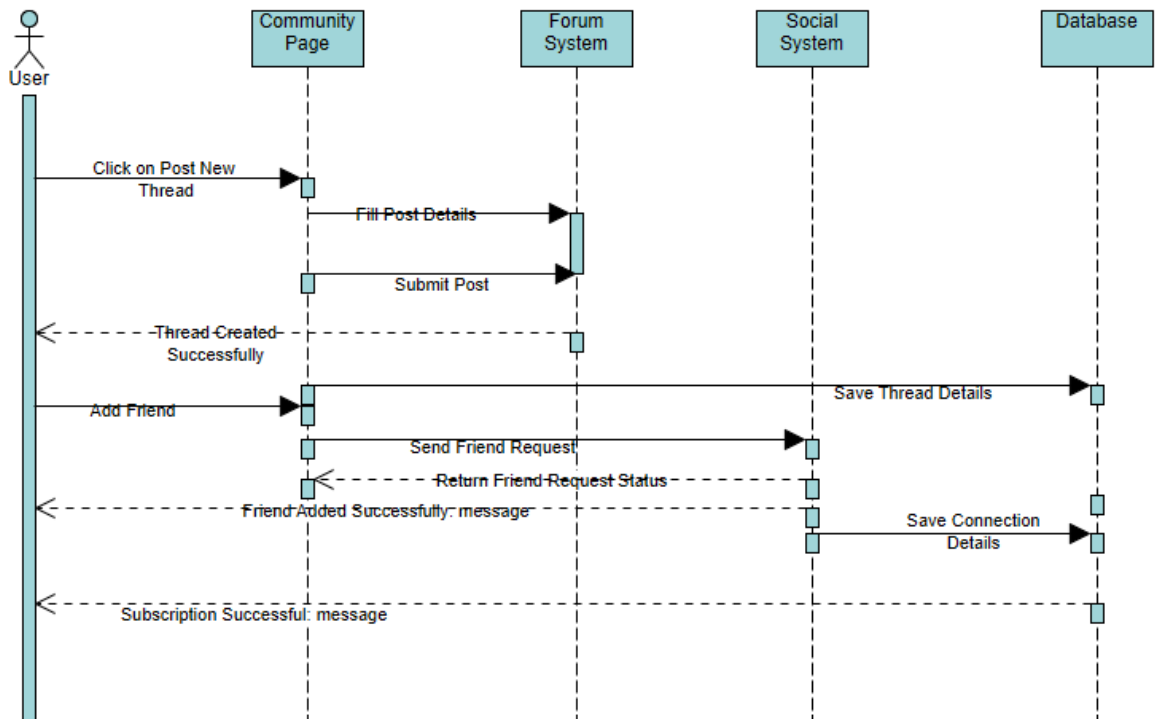 Community
Page
Forum
System
Social
System
Database
User
Click on Post New
Thread
Fill Post Details
Submit Post
Thread Created
Successfully
Save Thread Details
Add Friend
Send Friend Request
Return Friend Request Status
Friend Added Successfully: message
Save Connection
Details
Subscription Successful: message